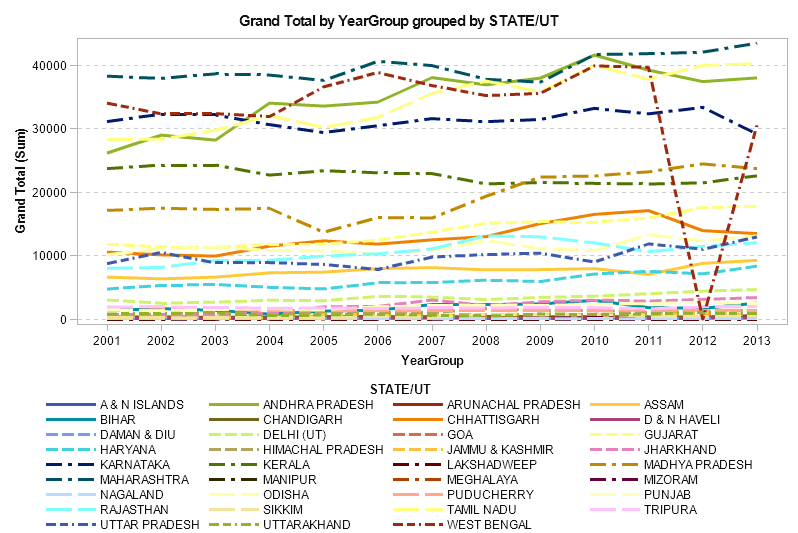 Grand Total by YearGroup grouped by STATE/UT
Grand Total (Sum)
40000
30000
20000
10000
0
2001 2002 2003 2004 2005 2006 2007 2008 2009 2010 2011 2012 2013
YearGroup
STATE/UT
A & N ISLANDS ANDHRA PRADESH ARUNACHAL PRADESH ASSAM
BIHAR CHANDIGARH CHHATTISGARH D & N HAVELI
DAMAN & DIU DELHI (UT) GOA GUJARAT
HARYANA HIMACHAL PRADESH JAMMU & KASHMIR JHARKHAND
KARNATAKA KERALA LAKSHADWEEP MADHYA PRADESH
MAHARASHTRA MANIPUR MEGHALAYA MIZORAM
NAGALAND ODISHA PUDUCHERRY PUNJAB
RAJASTHAN SIKKIM TAMIL NADU TRIPURA
UTTAR PRADESH UTTARAKHAND WEST BENGAL